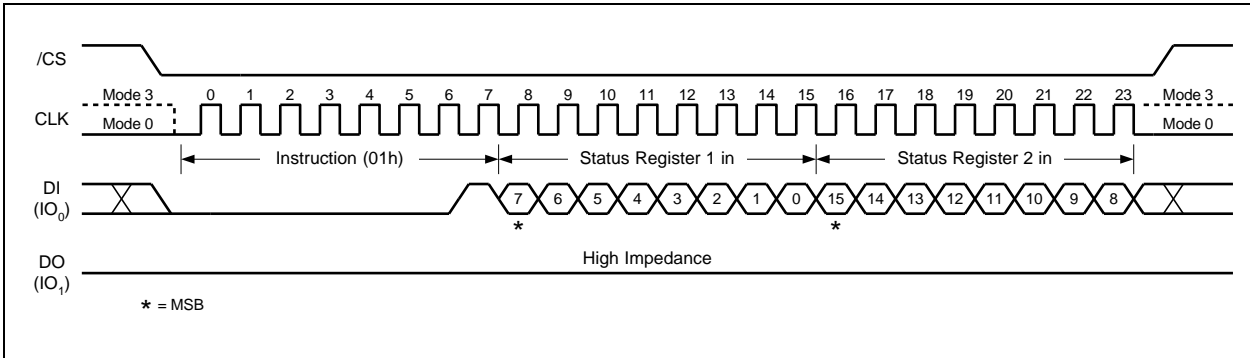 /CS
Mode 3 0 1 2 3 4 5 6 7 8 9 10 11 12 13 14 15 16 17 18 19 20 21 22 23 Mode 3
CLK
Mode 0 Mode 0
Instruction (01h) Status Register 1 in Status Register 2 in
DI
(IO0) 7 6 5 4 3 2 1 0 15 14 13 12 11 10 9 8
* *
High Impedance
DO
(IO1)
* = MSB